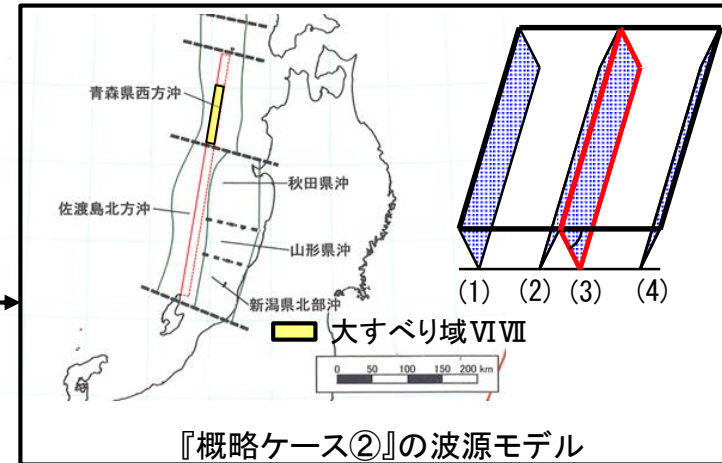 青森県西方沖
秋田県沖
佐渡島北方沖
山形県沖
新潟県北部沖
大すべり域ⅥⅦ
0 50 100 150 200 km
(1) (2) (3) (4)
『概略ケース②』の波源モデル